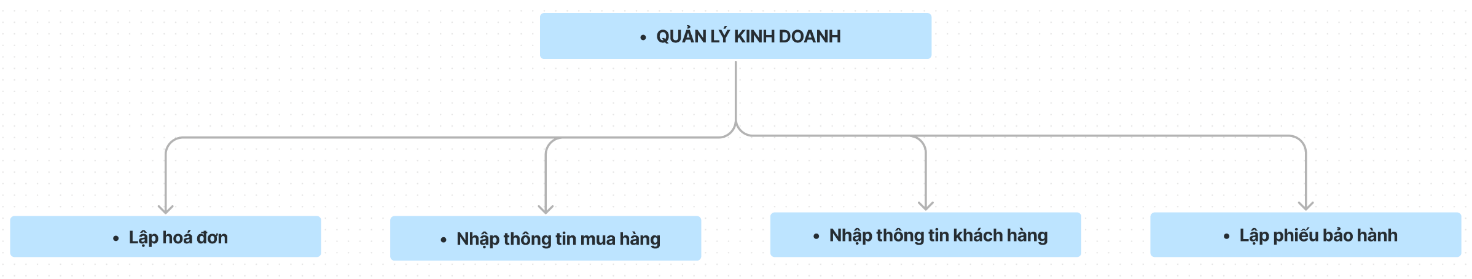 • QUẢN LÝ KINH DOANH
• Lập hoá đơn
• Nhập thông tin mua hàng
• Nhập thông tin khách hàng
• Lập phiếu bảo hành